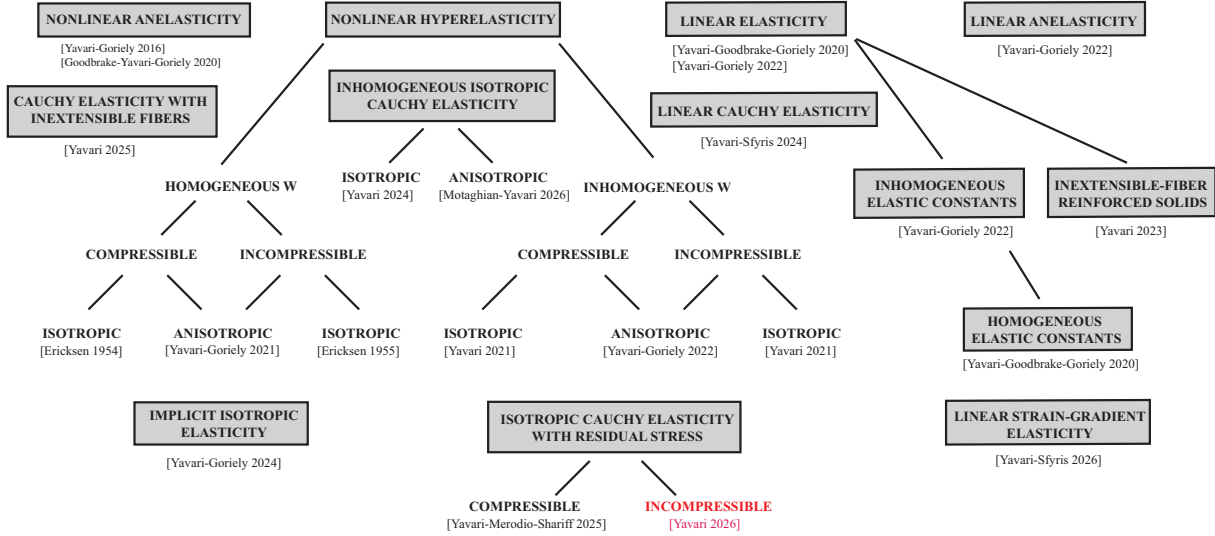 NONLINEAR ANELASTICITY
[Yavari-Goriely 2016]
[Goodbrake-Yavari-Goriely 2020]
NONLINEAR HYPERELASTICITY
LINEAR ELASTICITY
[Yavari-Goodbrake-Goriely 2020]
[Yavari-Goriely 2022]
LINEAR ANELASTICITY
[Yavari-Goriely 2022]
CAUCHY ELASTICITY WITH
INEXTENSIBLE FIBERS
[Yavari 2025]
INHOMOGENEOUS ISOTROPIC
CAUCHY ELASTICITY
LINEAR CAUCHY ELASTICITY
[Yavari-Sfyris 2024]
HOMOGENEOUS W
ISOTROPIC
[Yavari 2024]
ANISOTROPIC
[Motaghian-Yavari 2026]
INHOMOGENEOUS W
INHOMOGENEOUS
ELASTIC CONSTANTS
[Yavari-Goriely 2022]
INEXTENSIBLE-FIBER
REINFORCED SOLIDS
[Yavari 2023]
COMPRESSIBLE
INCOMPRESSIBLE
COMPRESSIBLE
INCOMPRESSIBLE
ISOTROPIC
[Ericksen 1954]
ANISOTROPIC
[Yavari-Goriely 2021]
ISOTROPIC
[Ericksen 1955]
ISOTROPIC
[Yavari 2021]
ANISOTROPIC
[Yavari-Goriely 2022]
ISOTROPIC
[Yavari 2021]
HOMOGENEOUS
ELASTIC CONSTANTS
[Yavari-Goodbrake-Goriely 2020]
IMPLICIT ISOTROPIC
ELASTICITY
[Yavari-Goriely 2024]
ISOTROPIC CAUCHY ELASTICITY
WITH RESIDUAL STRESS
LINEAR STRAIN-GRADIENT
ELASTICITY
[Yavari-Sfyris 2026]
COMPRESSIBLE
[Yavari-Merodio-Shariff 2025]
INCOMPRESSIBLE
[Yavari 2026]